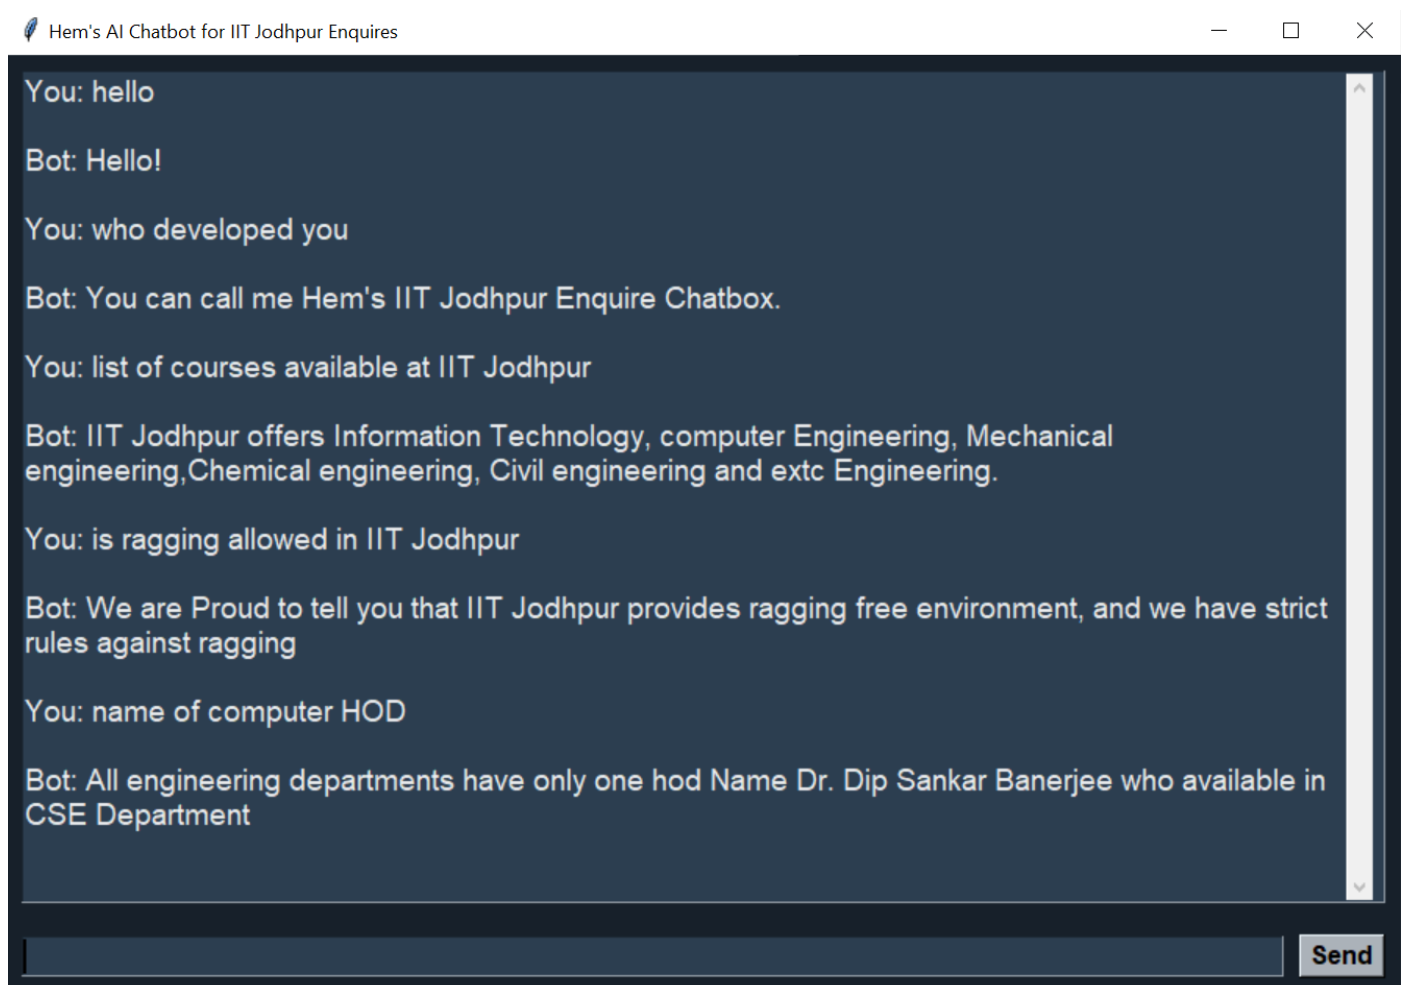 Hem's AI Chatbot for IIT Jodhpur Enquires
You: hello
Bot: Hello!
You: who developed you
Bot: You can call me Hem's IIT Jodhpur Enquire Chatbox.
You: list of courses available at IIT Jodhpur
Bot: IIT Jodhpur offers Information Technology, computer Engineering, Mechanical
engineering,Chemical engineering, Civil engineering and extc Engineering.
You: is ragging allowed in IIT Jodhpur
Bot: We are Proud to tell you that IIT Jodhpur provides ragging free environment, and we have strict
rules against ragging
You: name of computer HOD
Bot: All engineering departments have only one hod Name Dr. Dip Sankar Banerjee who available in
CSE Department
Send